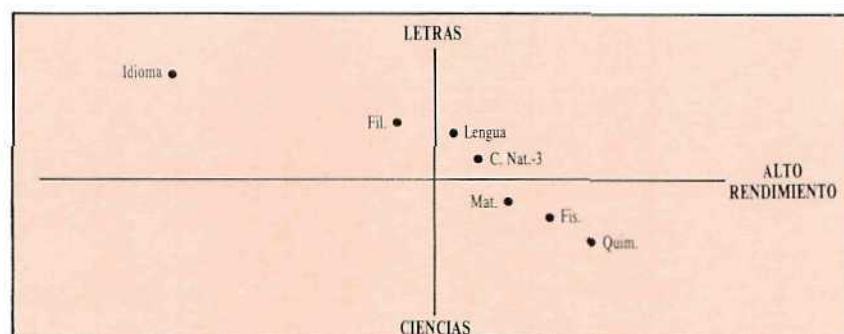 LETRAS
Idioma
Fil.
Lengua
C. Nat.-3
ALTO
RENDIMIENTO
Mat.
Fis.
Quim.
CIENCIAS